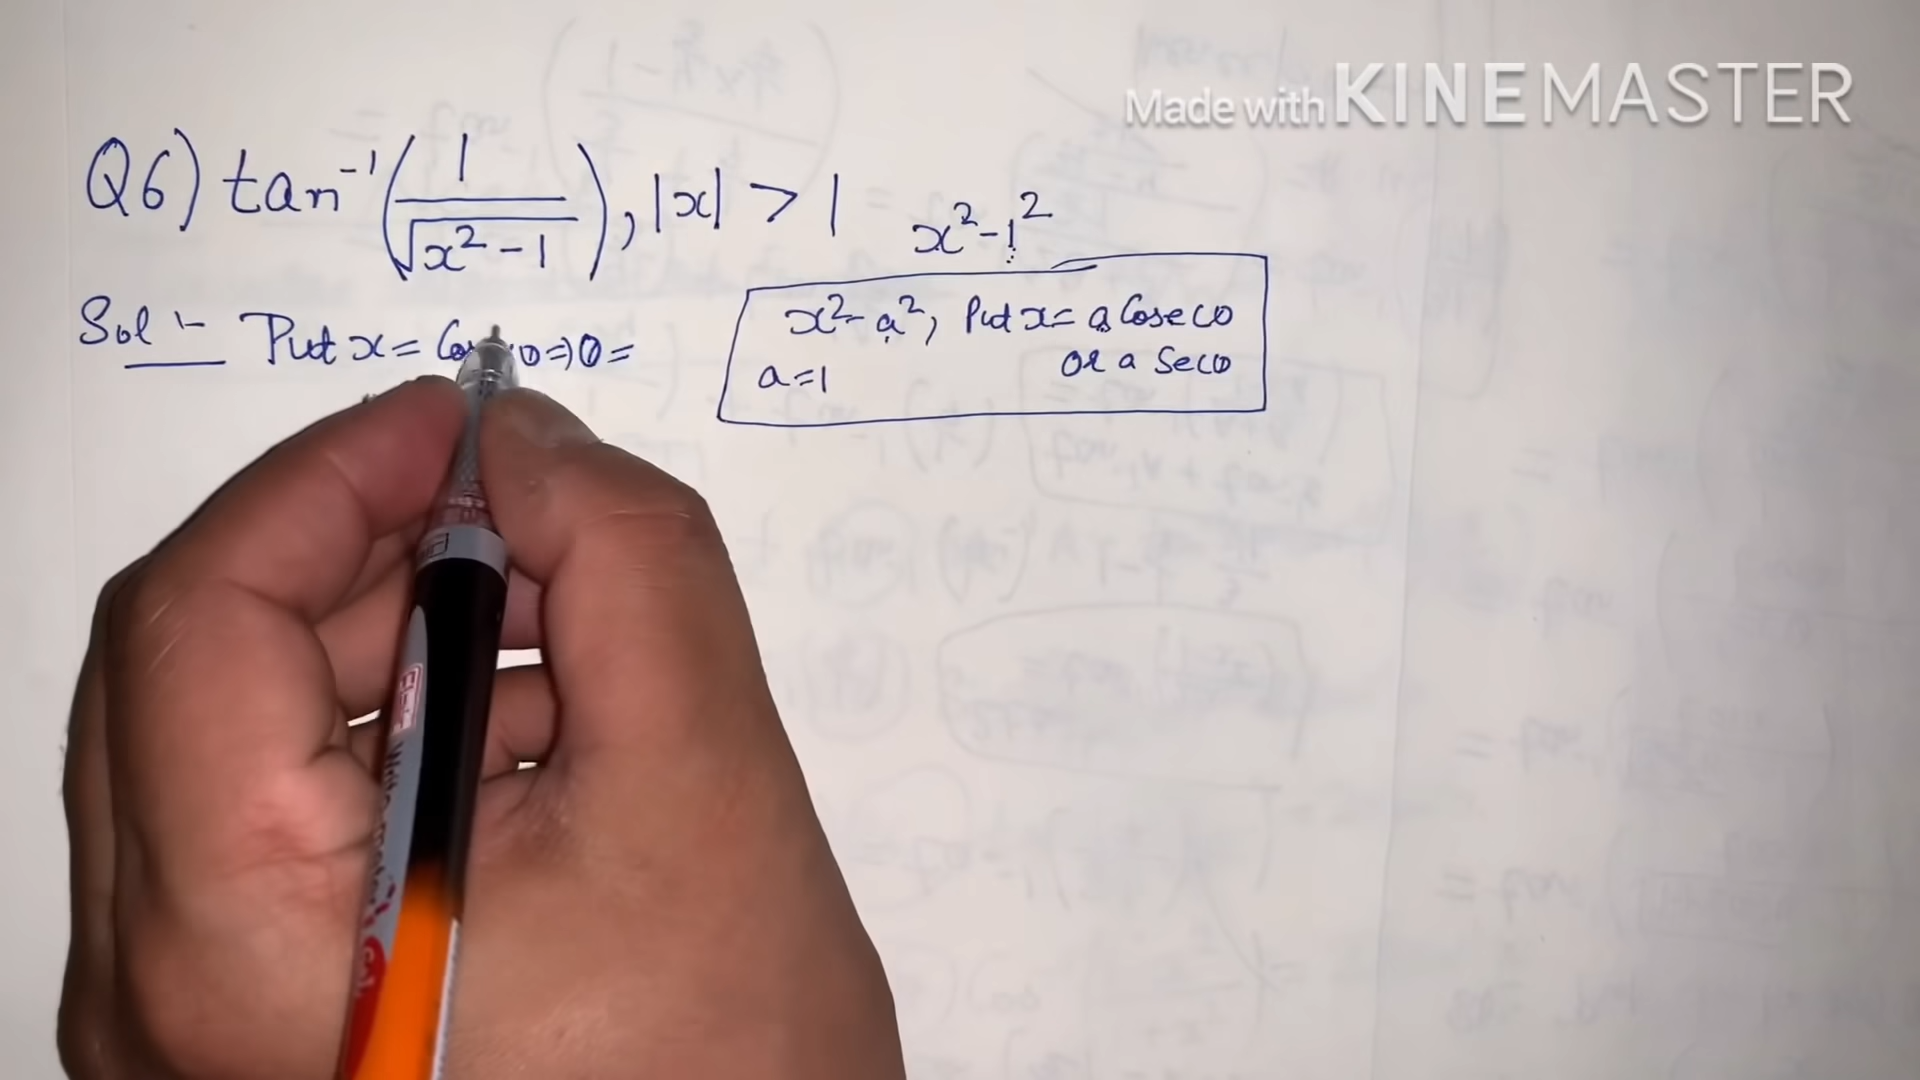 Made with KINEMASTER
Q6) tan⁻¹(1/√(x²-1)), |x| > 1 x²-1²
Sol :- Put x = Cosecθ ⇒ θ =
x²-a², Put x = a Cosecθ
a=1 or a Secθ